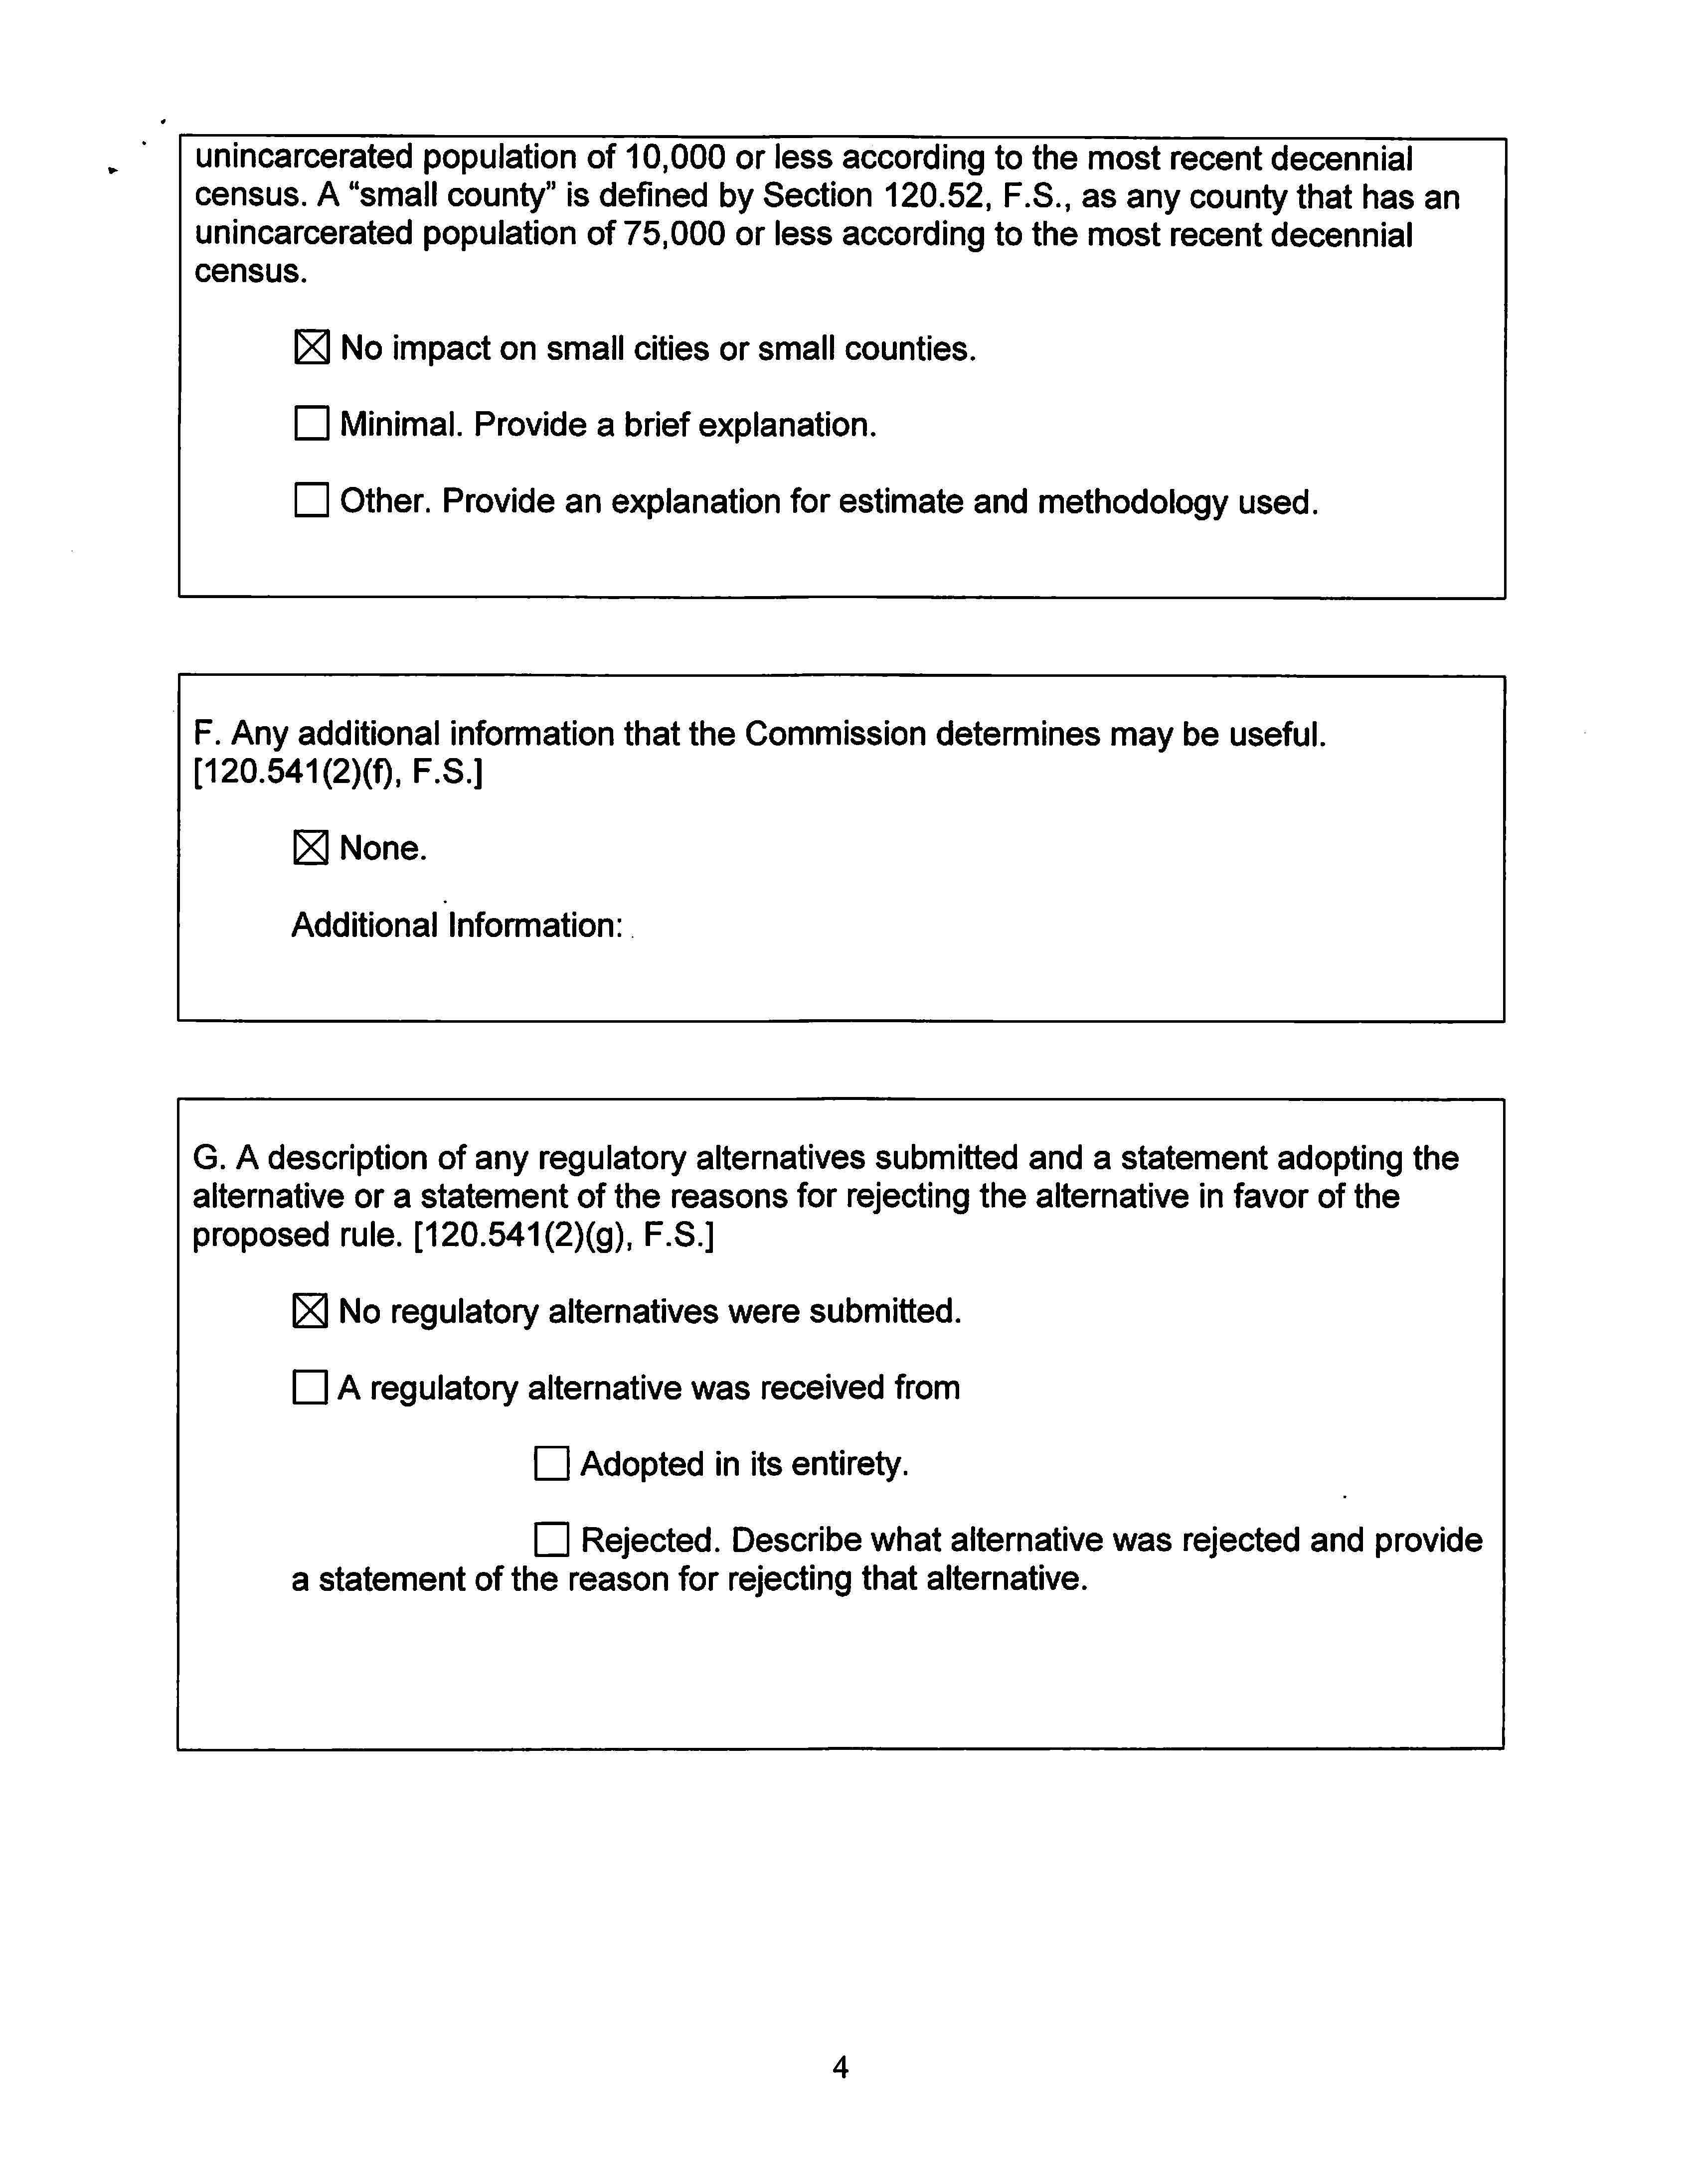 unincarcerated population of 10,000 or less according to the most recent decennial
census. A “small county” is defined by Section 120.52, F.S., as any county that has an
unincarcerated population of 75,000 or less according to the most recent decennial
census.
☒ No impact on small cities or small counties.
☐ Minimal. Provide a brief explanation.
☐ Other. Provide an explanation for estimate and methodology used.
F. Any additional information that the Commission determines may be useful.
[120.541(2)(f), F.S.]
☒ None.
Additional Information:
G. A description of any regulatory alternatives submitted and a statement adopting the
alternative or a statement of the reasons for rejecting the alternative in favor of the
proposed rule. [120.541(2)(g), F.S.]
☒ No regulatory alternatives were submitted.
☐ A regulatory alternative was received from
☐ Adopted in its entirety.
☐ Rejected. Describe what alternative was rejected and provide
a statement of the reason for rejecting that alternative.
4